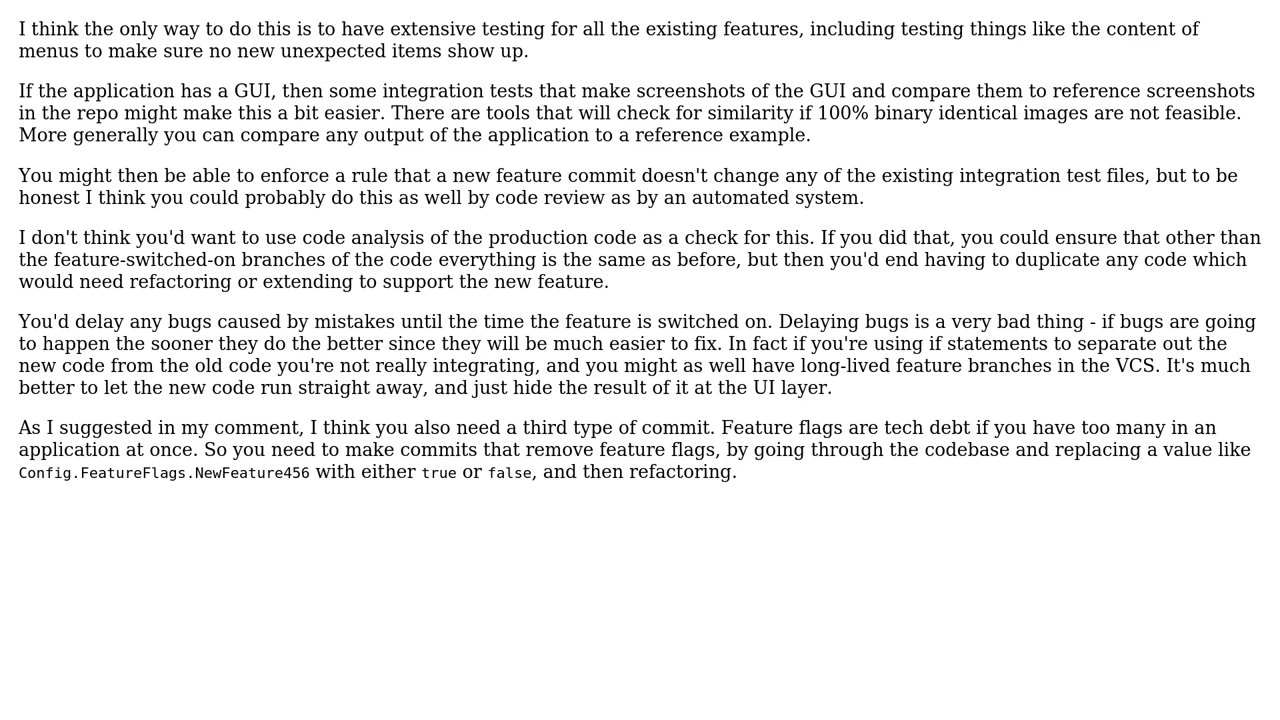 I think the only way to do this is to have extensive testing for all the existing features, including testing things like the content of
menus to make sure no new unexpected items show up.
If the application has a GUI, then some integration tests that make screenshots of the GUI and compare them to reference screenshots
in the repo might make this a bit easier. There are tools that will check for similarity if 100% binary identical images are not feasible.
More generally you can compare any output of the application to a reference example.
You might then be able to enforce a rule that a new feature commit doesn't change any of the existing integration test files, but to be
honest I think you could probably do this as well by code review as by an automated system.
I don't think you'd want to use code analysis of the production code as a check for this. If you did that, you could ensure that other than
the feature-switched-on branches of the code everything is the same as before, but then you'd end having to duplicate any code which
would need refactoring or extending to support the new feature.
You'd delay any bugs caused by mistakes until the time the feature is switched on. Delaying bugs is a very bad thing - if bugs are going
to happen the sooner they do the better since they will be much easier to fix. In fact if you're using if statements to separate out the
new code from the old code you're not really integrating, and you might as well have long-lived feature branches in the VCS. It's much
better to let the new code run straight away, and just hide the result of it at the UI layer.
As I suggested in my comment, I think you also need a third type of commit. Feature flags are tech debt if you have too many in an
application at once. So you need to make commits that remove feature flags, by going through the codebase and replacing a value like
Config.FeatureFlags.NewFeature456 with either true or false, and then refactoring.